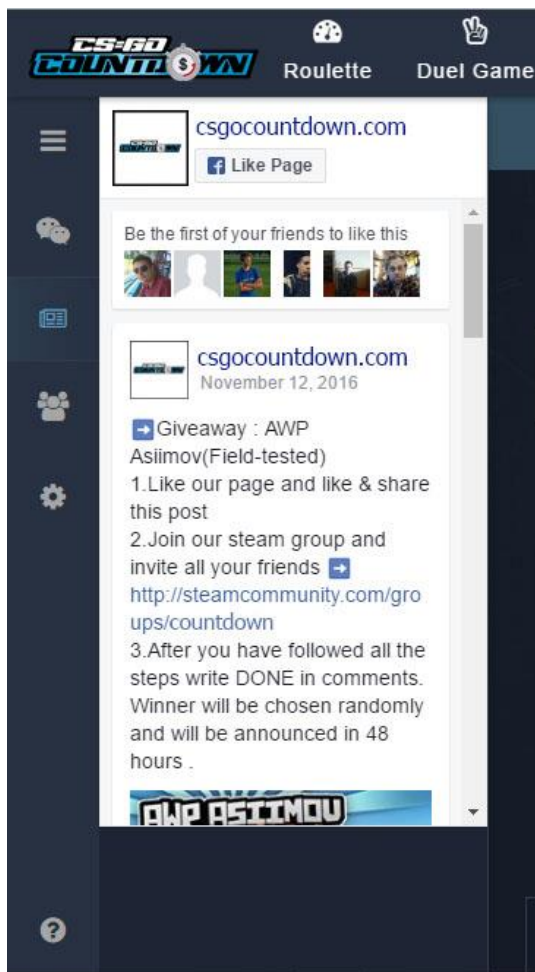 CS-GO
COUNTD WN
Roulette
Duel Game
csgocountdown.com
Like Page
Be the first of your friends to like this
csgocountdown.com
November 12, 2016
Giveaway : AWP
Asiimov(Field-tested)
1.Like our page and like & share
this post
2.Join our steam group and
invite all your friends
http://steamcommunity.com/gro
ups/countdown
3.After you have followed all the
steps write DONE in comments.
Winner will be chosen randomly
and will be announced in 48
hours .
AWP ASIIMOV